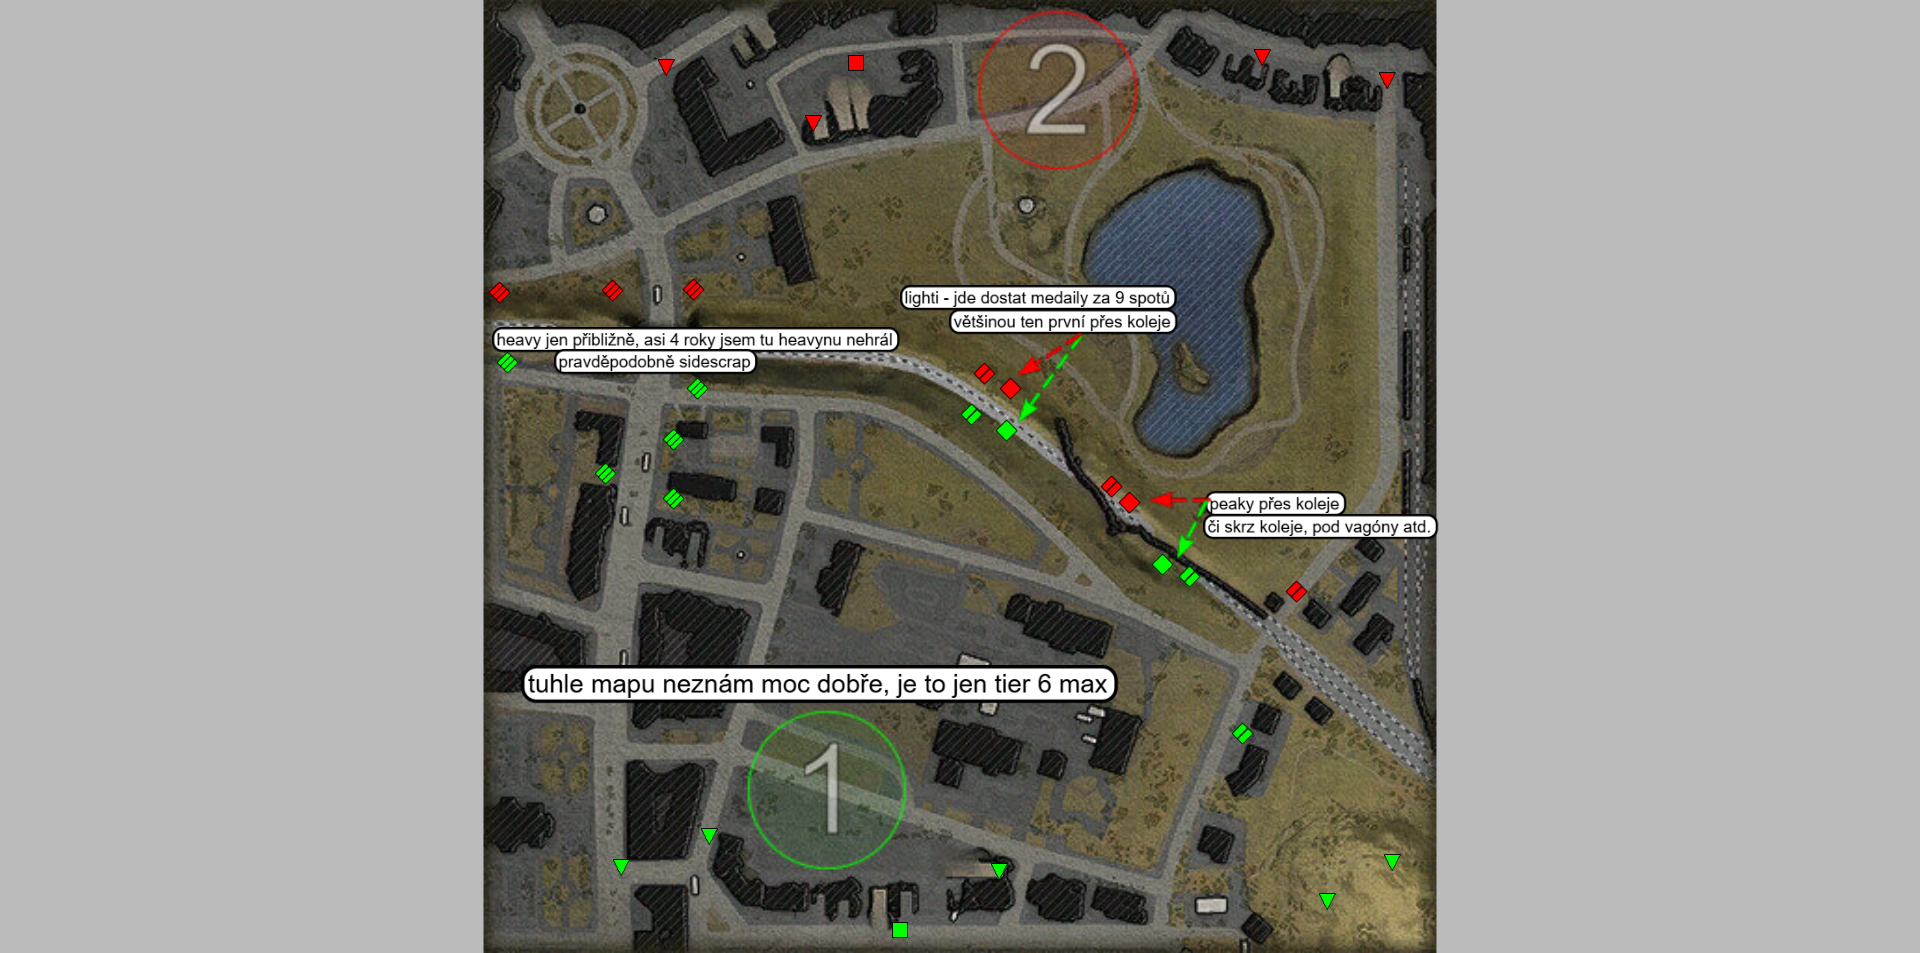 2
lighti - jde dostat medaily za 9 spotů
většinou ten první přes koleje
heavy jen přibližně, asi 4 roky jsem tu heavynu nehrál
pravděpodobně sidescrap
peaky přes koleje
či skrz koleje, pod vagóny atd.
tuhle mapu neznám moc dobře, je to jen tier 6 max
1